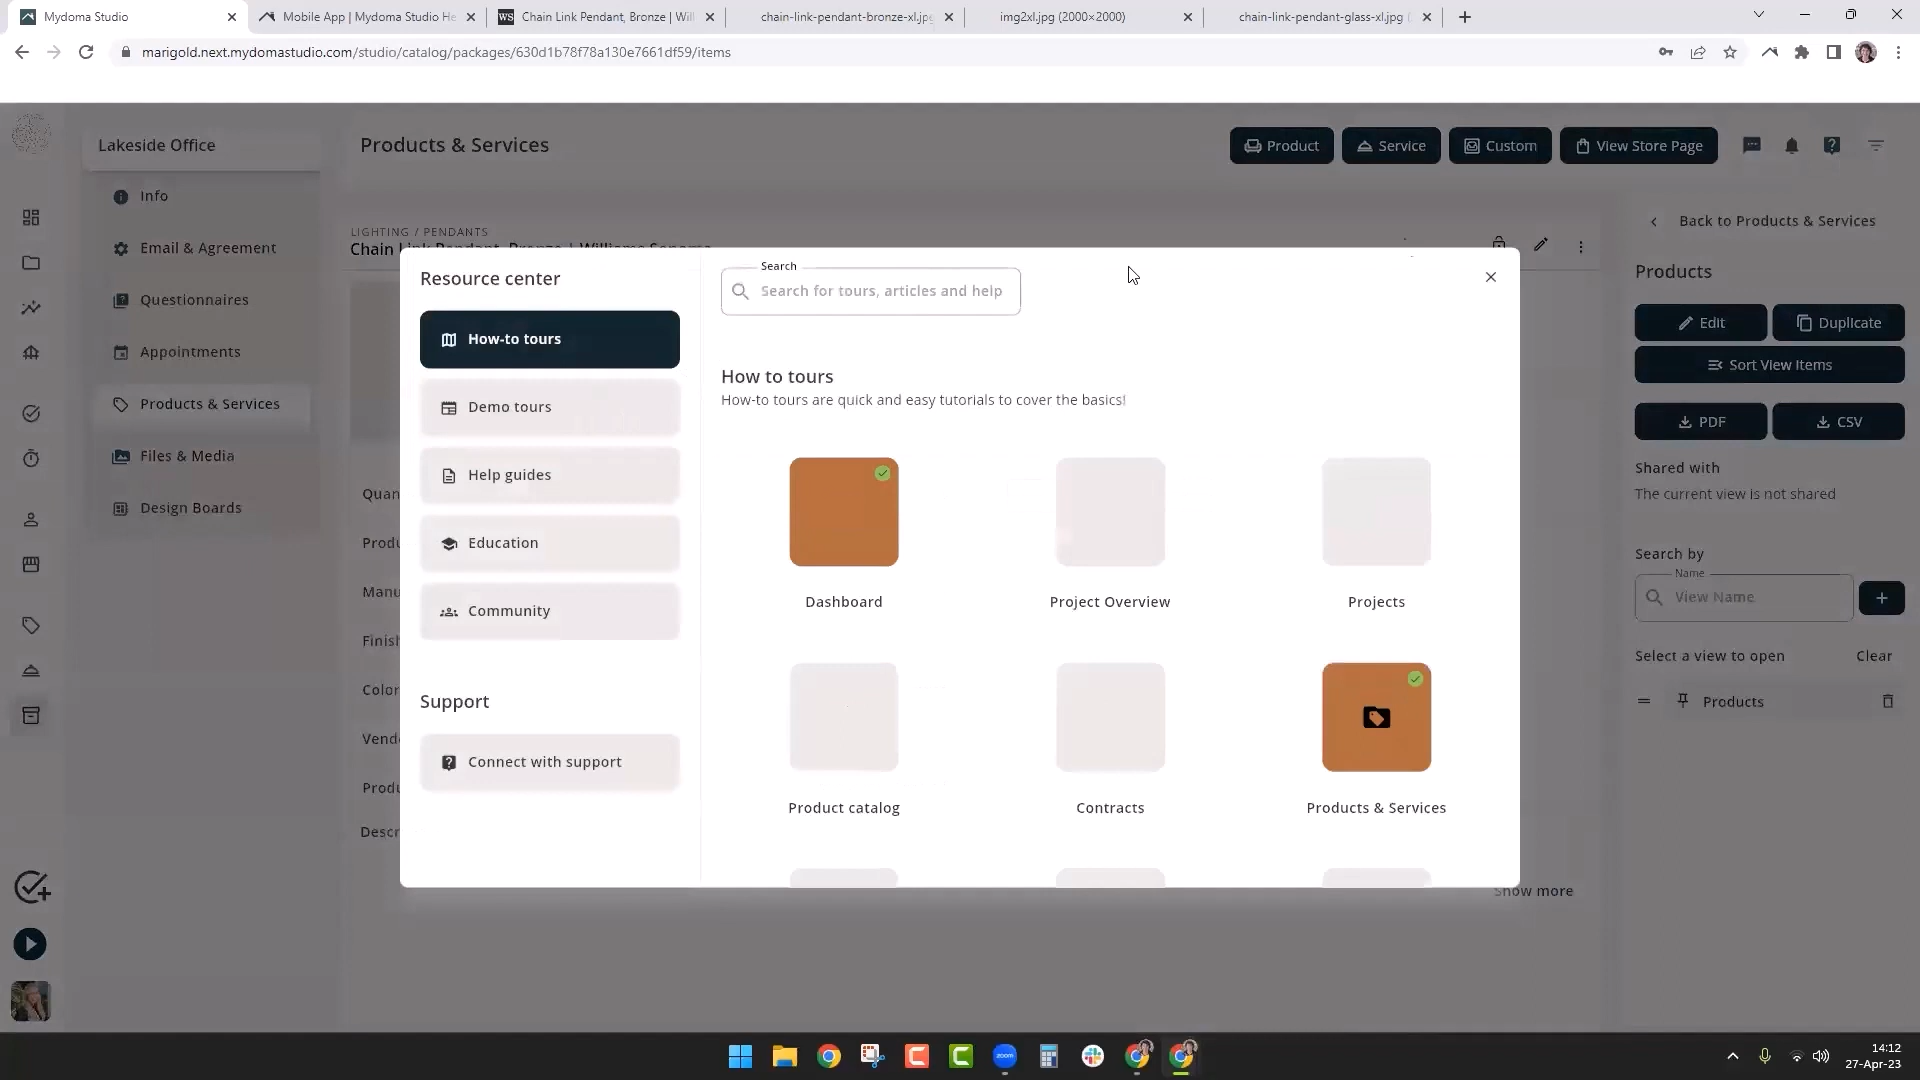 Mydoma Studio
Mobile App | Mydoma Studio He
WS
Chain Link Pendant, Bronze | Will
chain-link-pendant-bronze-xl.jpg
img2xl.jpg (2000×2000)
chain-link-pendant-glass-xl.jpg (
marigold.next.mydomastudio.com/studio/catalog/packages/630d1b78f78a130e7661df59/items
Lakeside Office
Products & Services
Product
Service
Custom
View Store Page
Info
Email & Agreement
Questionnaires
Appointments
Products & Services
Files & Media
Design Boards
LIGHTING / PENDANTS
Chain Link Pendant, Bronze | Williams Sonoma
Quan
Produ
Manu
Finish
Color
Vend
Produ
Descr
Show more
Resource center
How-to tours
Demo tours
Help guides
Education
Community
Support
Connect with support
Search
Search for tours, articles and help
How to tours
How-to tours are quick and easy tutorials to cover the basics!
Dashboard
Project Overview
Projects
Product catalog
Contracts
Products & Services
Back to Products & Services
Products
Edit
Duplicate
Sort View Items
PDF
CSV
Shared with
The current view is not shared
Search by
Name
View Name
Select a view to open
Clear
Products
zoom
14:12
27-Apr-23